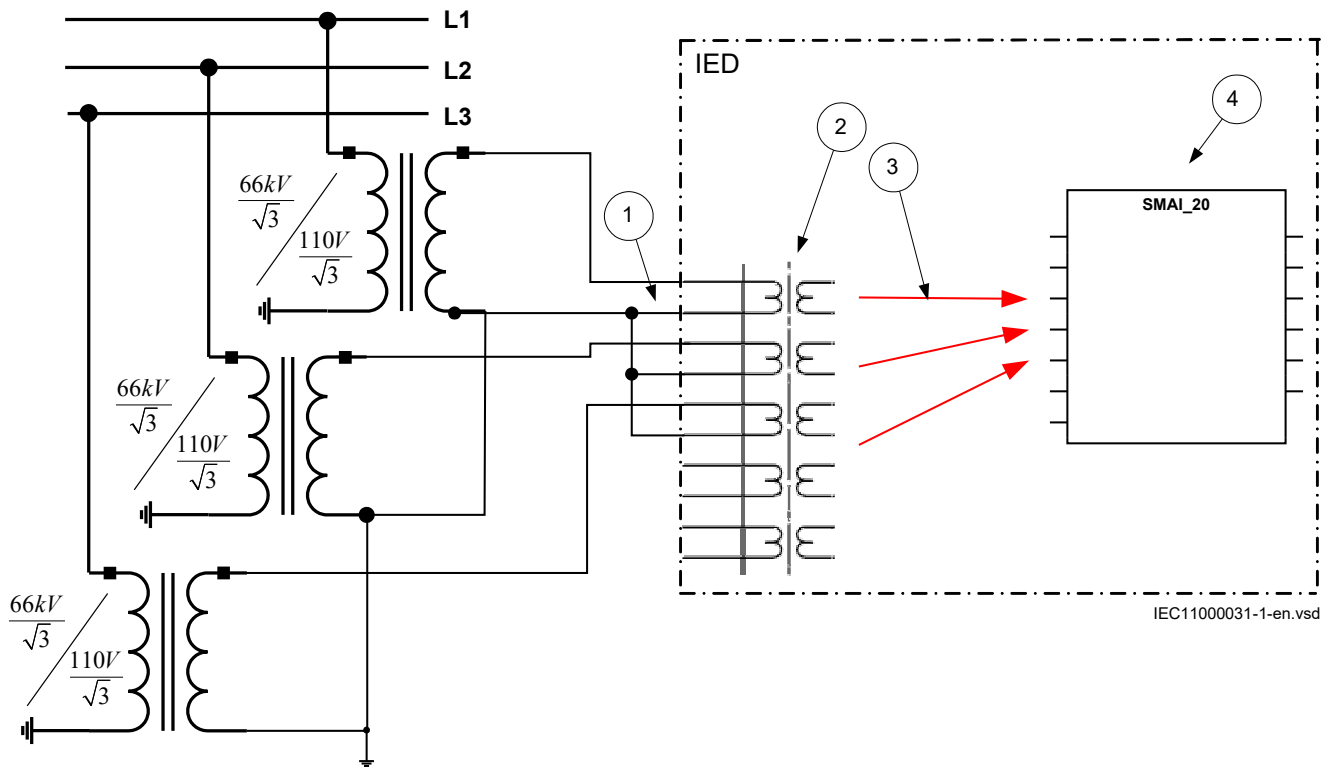 L1
L2
L3
IED
1
2
3
4
SMAI_20
66kV
√3
110V
√3
66kV
√3
110V
√3
66kV
√3
110V
√3
IEC11000031-1-en.vsd